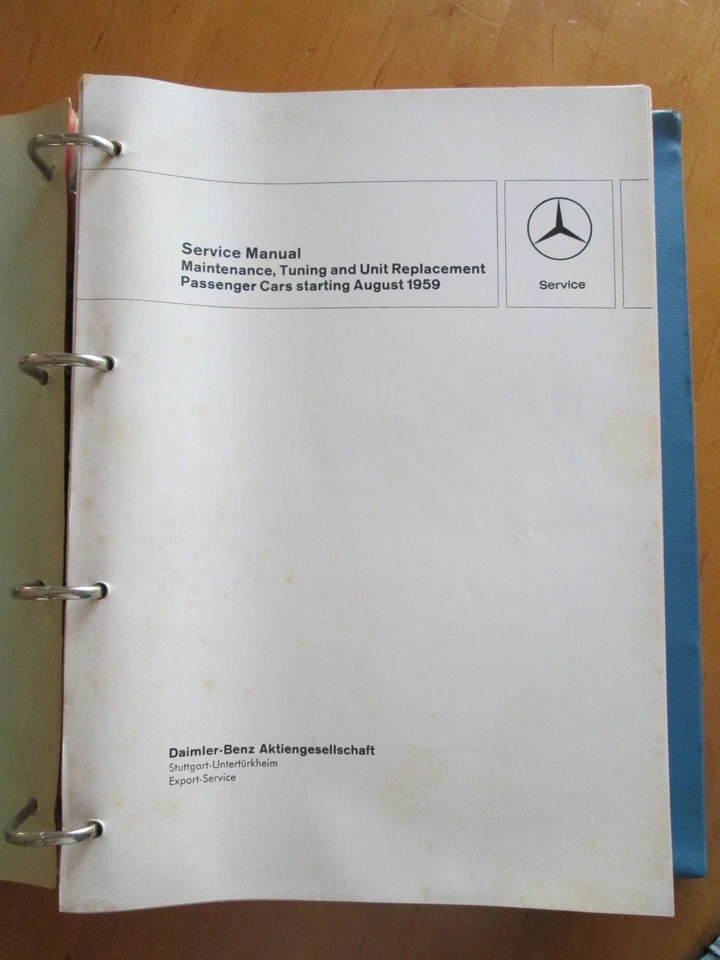 Service Manual
Maintenance, Tuning and Unit Replacement
Passenger Cars starting August 1959
Service
Daimler-Benz Aktiengesellschaft
Stuttgart-Untertürkheim
Export-Service